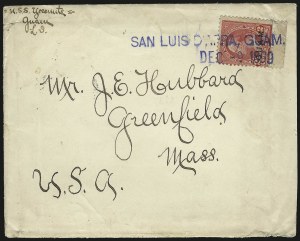 U.S.S. Yosemite
Guam
L.I.
SAN LUIS D'APRA, GUAM.
DEC 1899
Mr. J. E. Hubbard
Greenfield
Mass.
U.S.A.